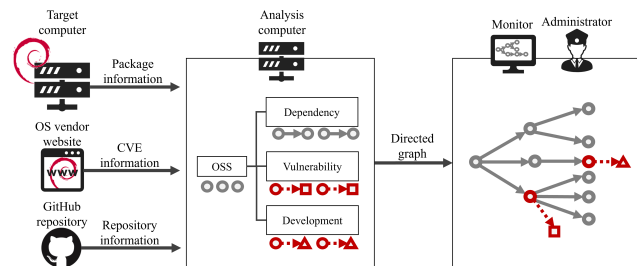 Target
computer
Package
information
OS vendor
website
www
CVE
information
GitHub
repository
Repository
information
Analysis
computer
OSS
Dependency
Vulnerability
Development
Directed
graph
Monitor
Administrator